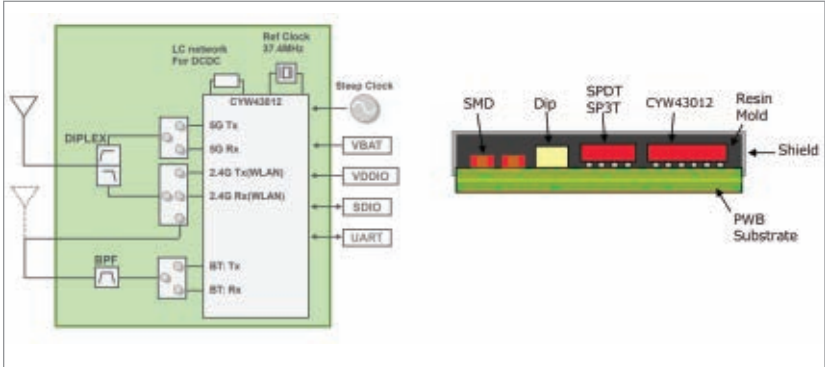 LC network
For DCDC
Ref Clock
37.4MHz
Sleep Clock
CYW43012
5G Tx
5G Rx
DIPLEX
2.4G Tx(WLAN)
2.4G Rx(WLAN)
VBAT
VDDIO
SDIO
UART
BPF
BT: Tx
BT: Rx
SMD
Dip
SPDT
SP3T
CYW43012
Resin
Mold
Shield
PWB
Substrate